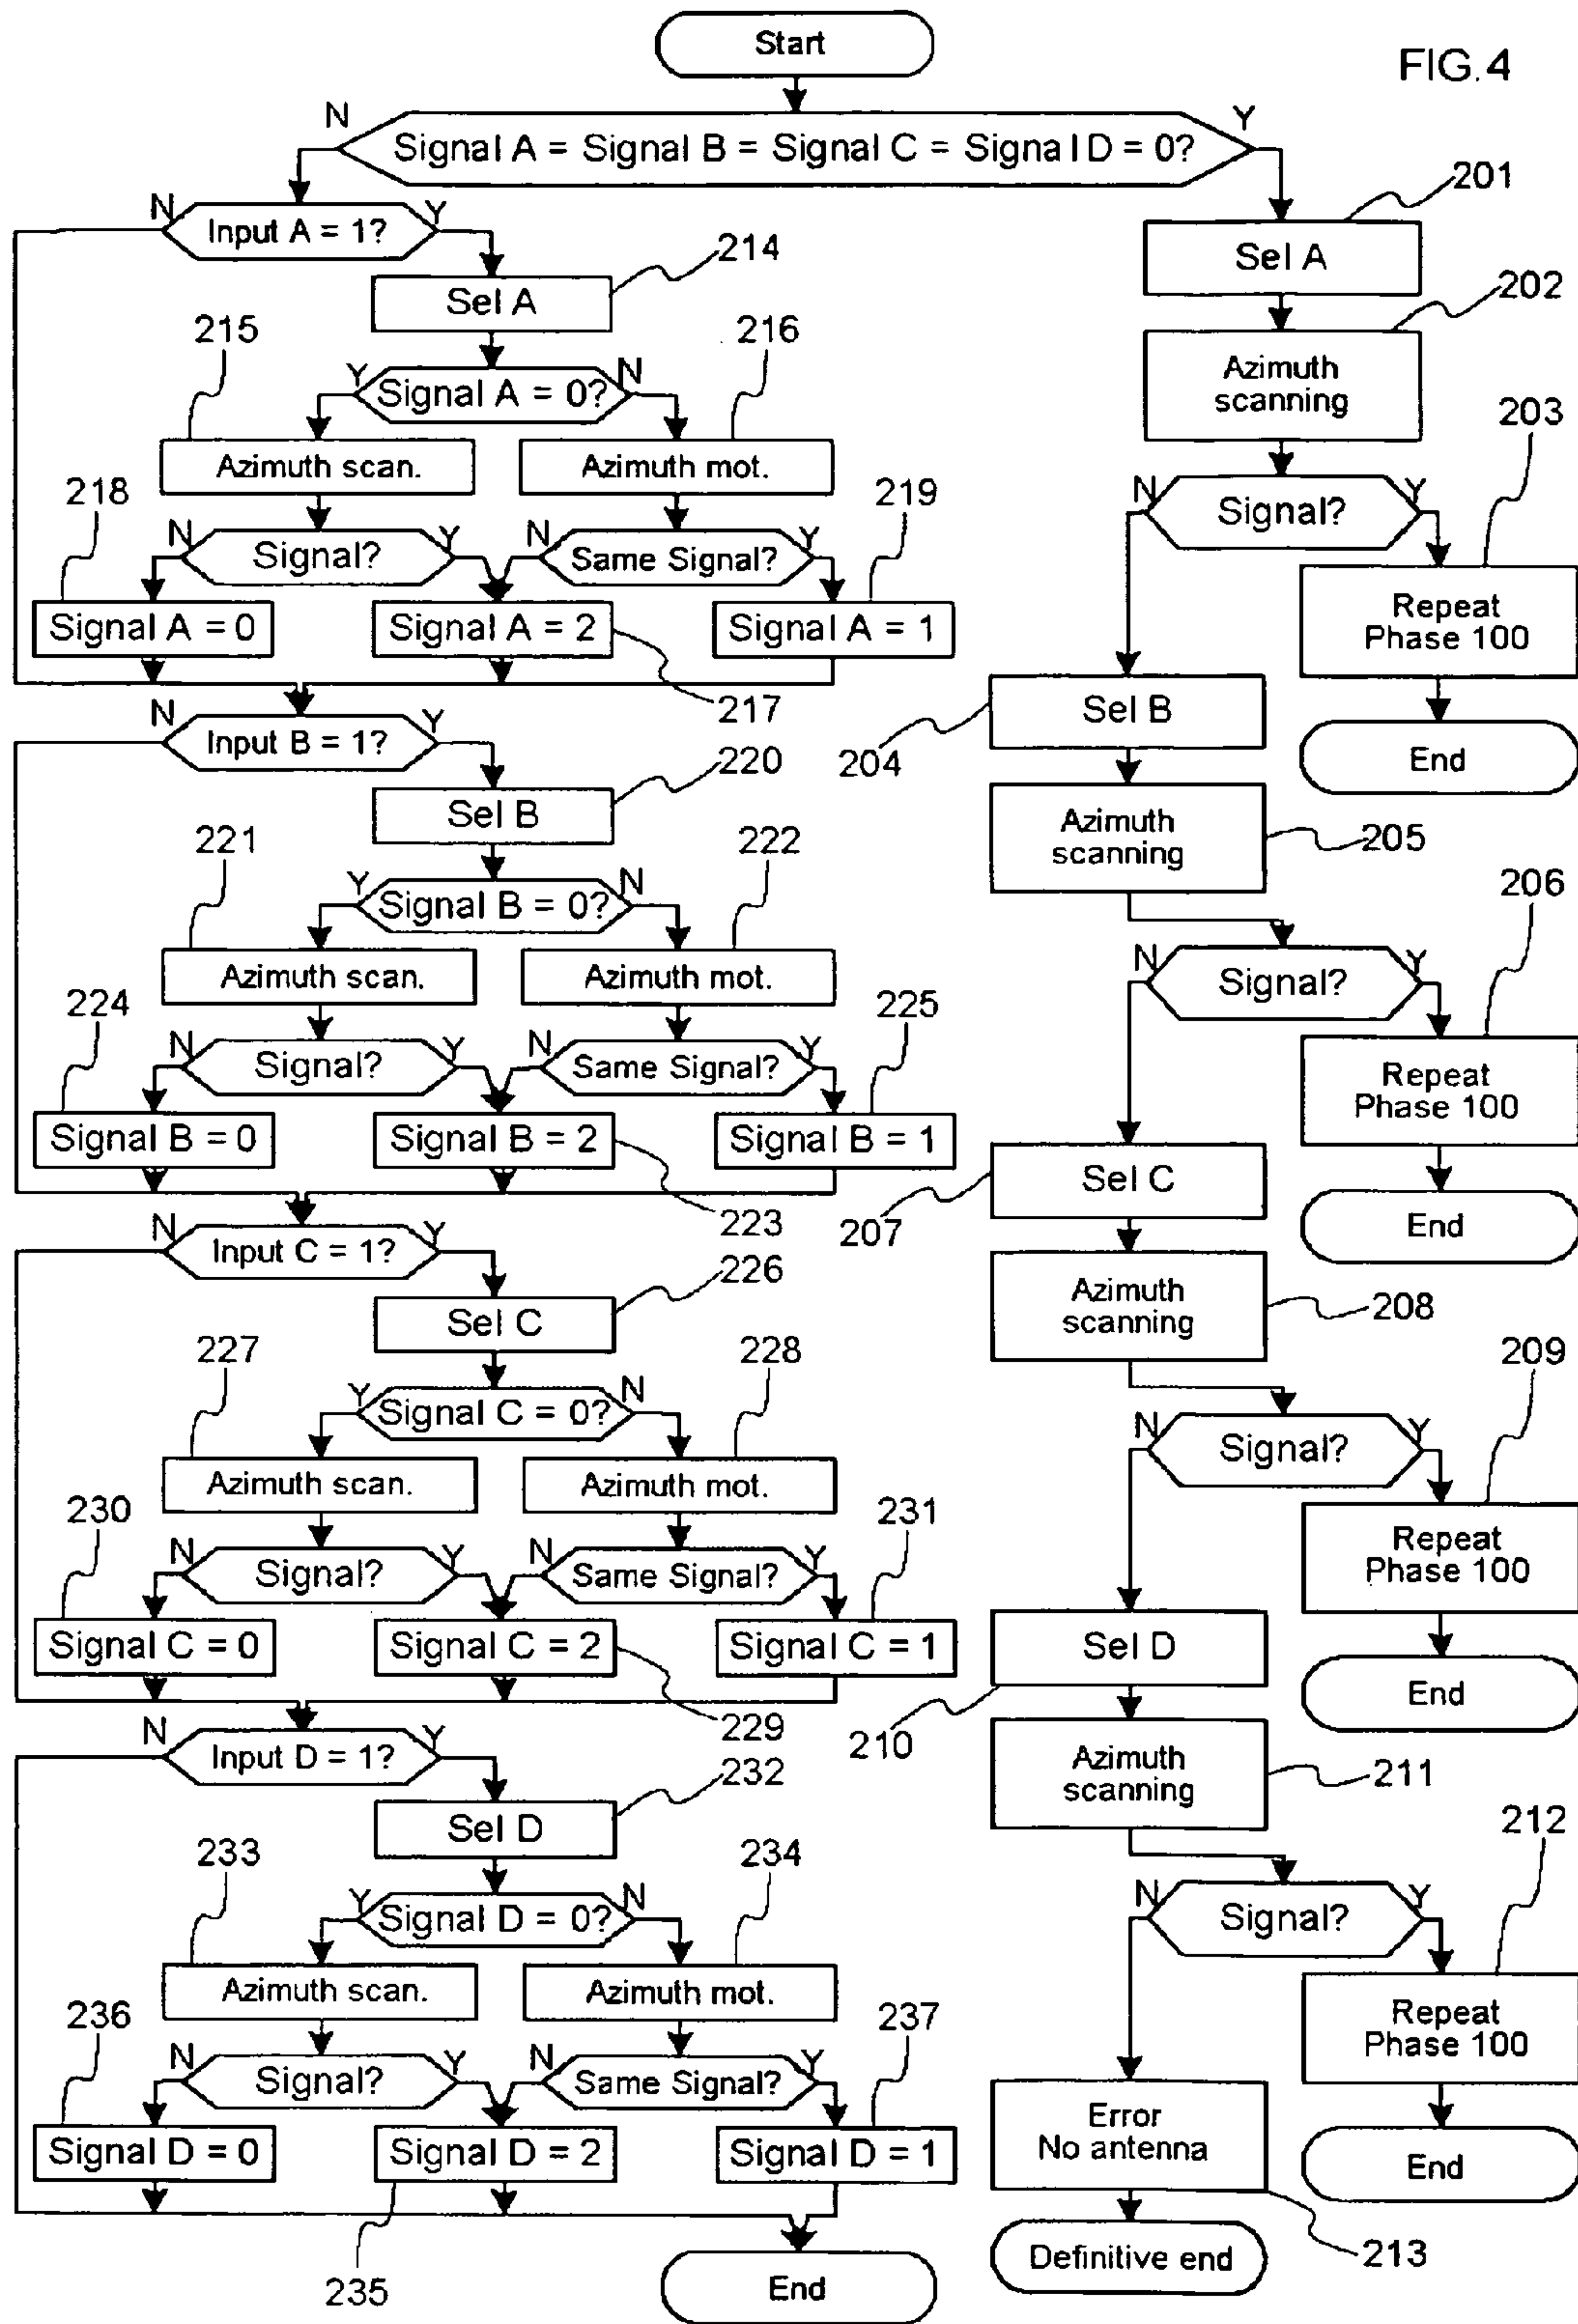 Start
FIG.4
N
Y
Signal A = Signal B = Signal C = Signal D = 0?
201
N
Y
Input A = 1?
Sel A
214
Sel A
202
215
216
Azimuth
scanning
Y
N
Signal A = 0?
203
Azimuth scan.
Azimuth mot.
218
219
N
Y
Signal?
N
Y
Signal?
N
Y
Same Signal?
Repeat
Phase 100
Signal A = 0
Signal A = 2
Signal A = 1
217
Sel B
204
End
N
Y
Input B = 1?
220
Sel B
Azimuth
scanning
205
221
222
Y
N
Signal B = 0?
206
Azimuth scan.
Azimuth mot.
N
Y
Signal?
224
225
N
Y
Signal?
N
Y
Same Signal?
Repeat
Phase 100
Signal B = 0
Signal B = 2
Signal B = 1
223
Sel C
207
End
N
Y
Input C = 1?
226
Sel C
Azimuth
scanning
208
227
228
209
Y
N
Signal C = 0?
N
Y
Signal?
Azimuth scan.
Azimuth mot.
230
231
N
Y
Signal?
N
Y
Same Signal?
Repeat
Phase 100
Signal C = 0
Signal C = 2
Signal C = 1
229
Sel D
210
End
N
Y
Input D = 1?
232
Sel D
Azimuth
scanning
211
233
234
212
Y
N
Signal D = 0?
N
Y
Signal?
Azimuth scan.
Azimuth mot.
236
237
Repeat
Phase 100
N
Y
Signal?
N
Y
Same Signal?
Error
No antenna
Signal D = 0
Signal D = 2
Signal D = 1
End
235
End
Definitive end
213